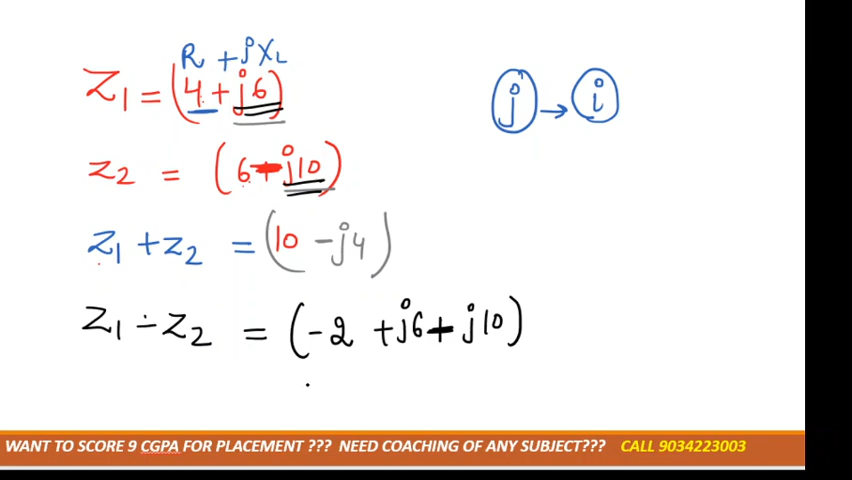 R + jXL
Z1 = (4 + j6)
j → i
Z2 = (6 - j10)
Z1 + Z2 = (10 - j4)
Z1 - Z2 = (-2 + j6 + j10)
WANT TO SCORE 9 CGPA FOR PLACEMENT ??? NEED COACHING OF ANY SUBJECT??? CALL 9034223003